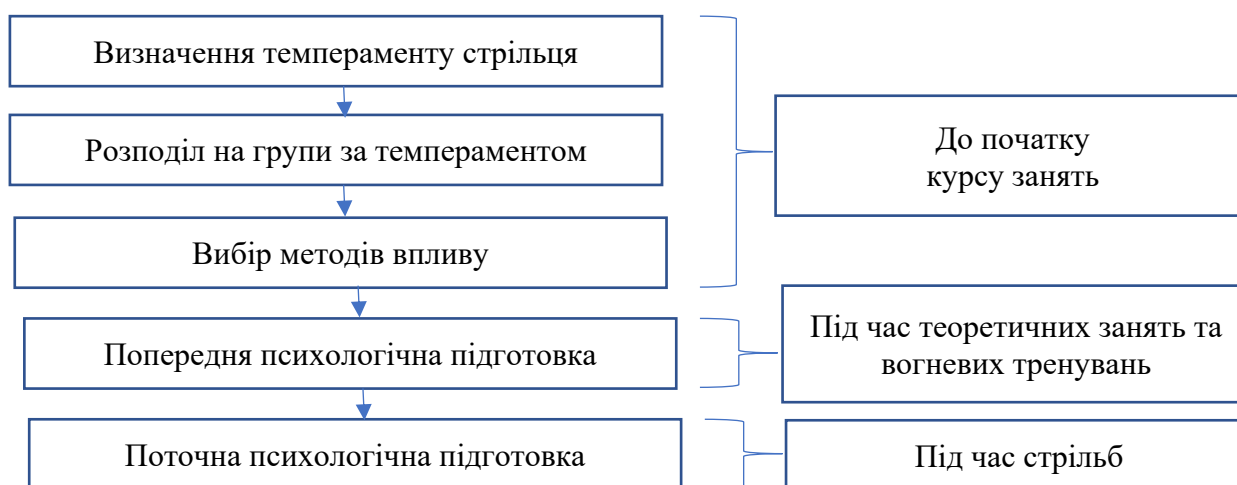 Визначення темпераменту стрільця
Розподіл на групи за темпераментом
Вибір методів впливу
До початку
курсу занять
Попередня психологічна підготовка
Під час теоретичних занять та
вогневих тренувань
Поточна психологічна підготовка
Під час стрільб